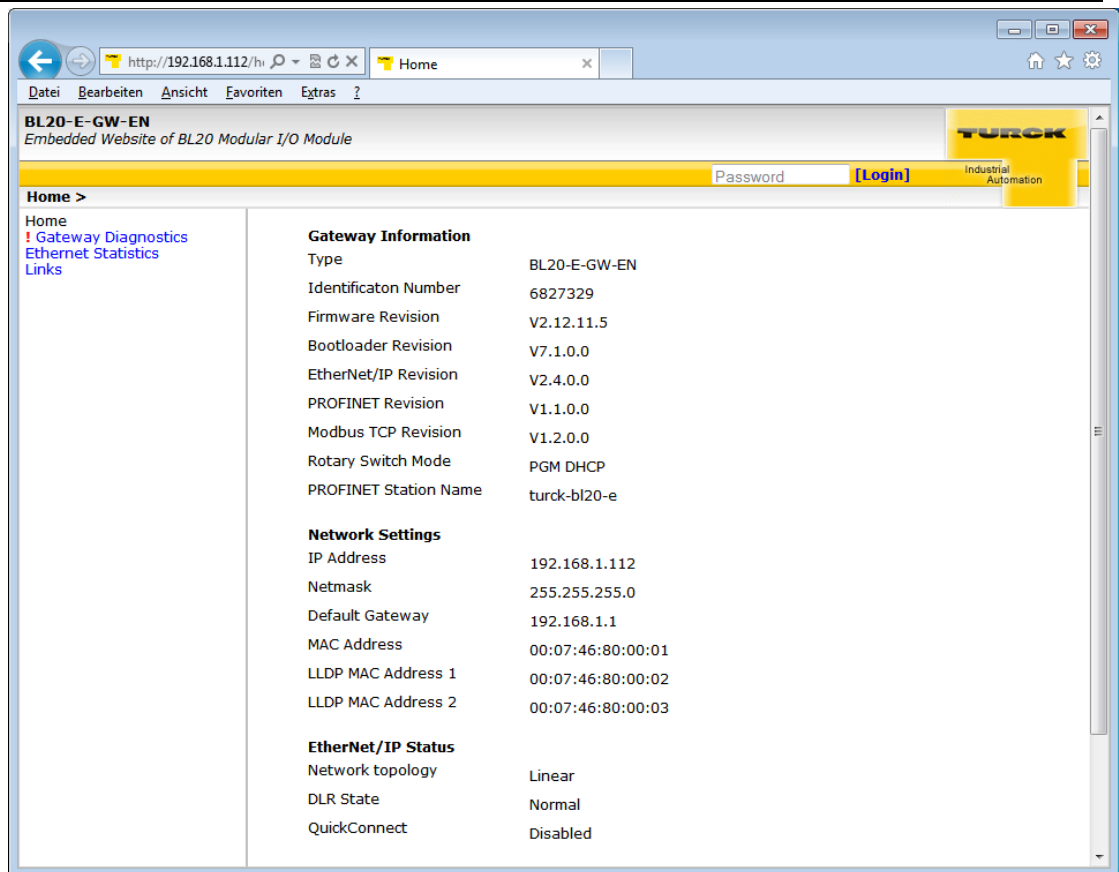 http://192.168.1.112/h
Home
Datei Bearbeiten Ansicht Favoriten Extras ?
BL20-E-GW-EN
Embedded Website of BL20 Modular I/O Module
TURCK
Password [Login]
Industrial
Automation
Home >
Home
! Gateway Diagnostics
Ethernet Statistics
Links
Gateway Information
Type BL20-E-GW-EN
Identificaton Number 6827329
Firmware Revision V2.12.11.5
Bootloader Revision V7.1.0.0
EtherNet/IP Revision V2.4.0.0
PROFINET Revision V1.1.0.0
Modbus TCP Revision V1.2.0.0
Rotary Switch Mode PGM DHCP
PROFINET Station Name turck-bl20-e
Network Settings
IP Address 192.168.1.112
Netmask 255.255.255.0
Default Gateway 192.168.1.1
MAC Address 00:07:46:80:00:01
LLDP MAC Address 1 00:07:46:80:00:02
LLDP MAC Address 2 00:07:46:80:00:03
EtherNet/IP Status
Network topology Linear
DLR State Normal
QuickConnect Disabled